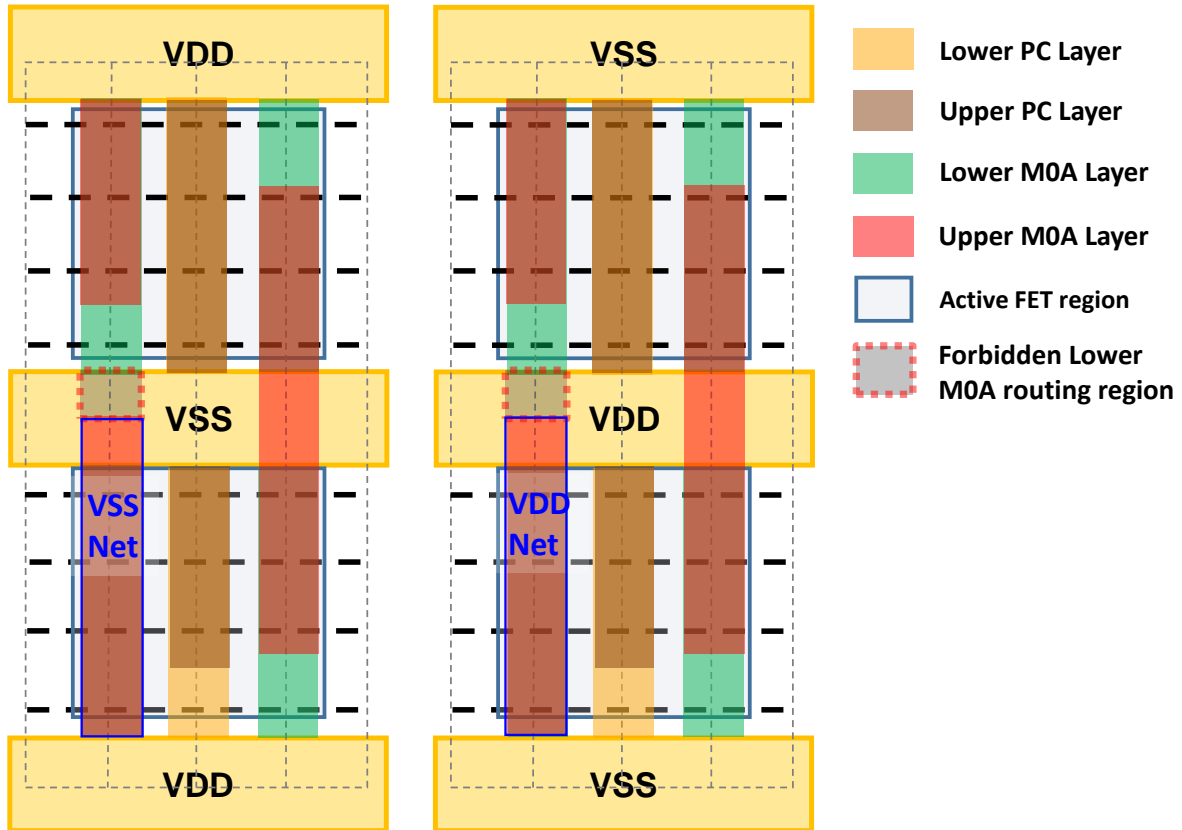 VDD
VSS
VSS
Net
VDD
VSS
VDD
VDD
Net
VSS
Lower PC Layer
Upper PC Layer
Lower M0A Layer
Upper M0A Layer
Active FET region
Forbidden Lower
M0A routing region